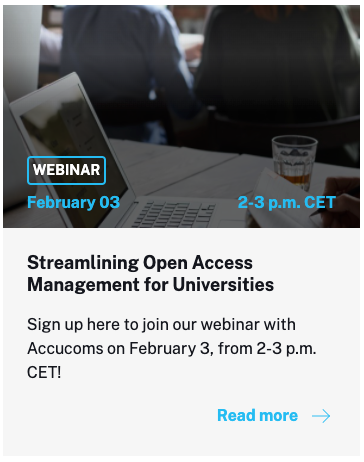 WEBINAR
February 03 2-3 p.m. CET
Streamlining Open Access
Management for Universities
Sign up here to join our webinar with
Accucoms on February 3, from 2-3 p.m.
CET!
Read more